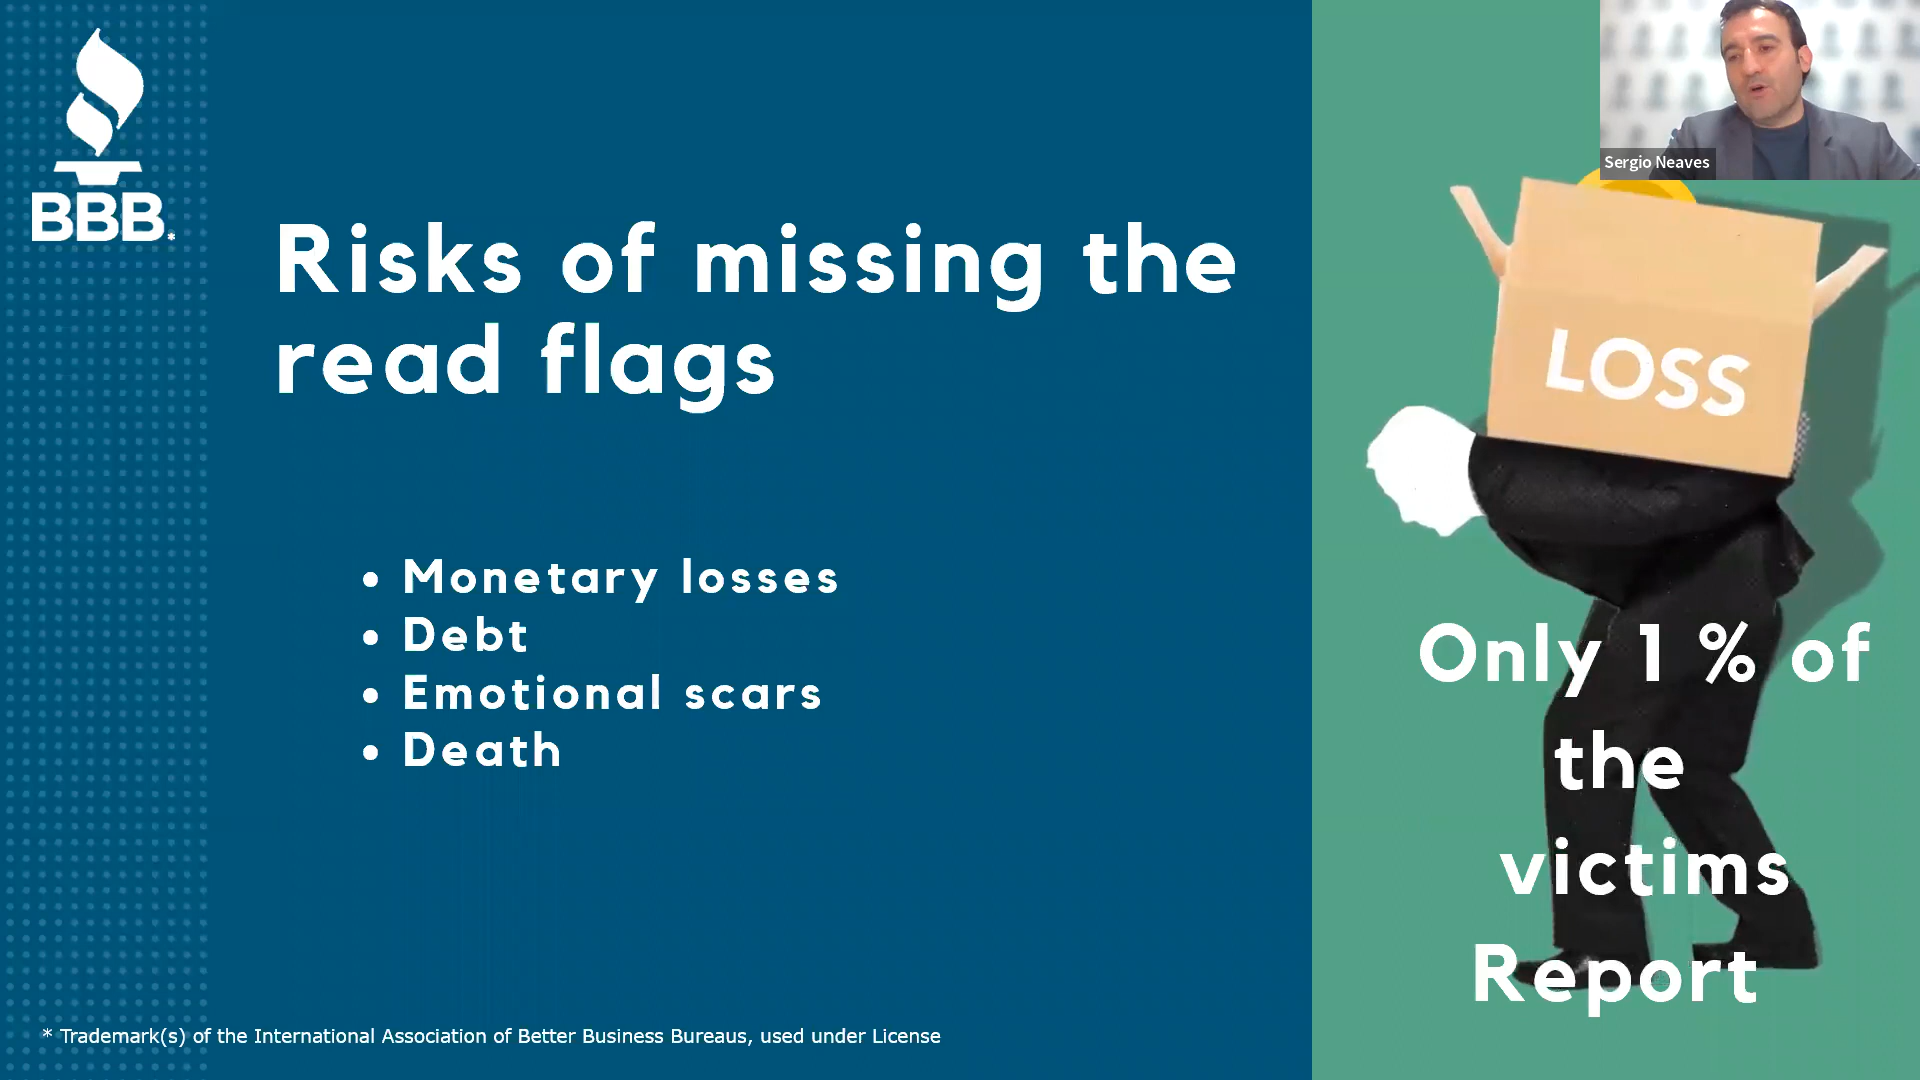 BBB.*
Risks of missing the
read flags
• Monetary losses
• Debt
• Emotional scars
• Death
* Trademark(s) of the International Association of Better Business Bureaus, used under License
Sergio Neaves
LOSS
Only 1 % of
the
victims
Report